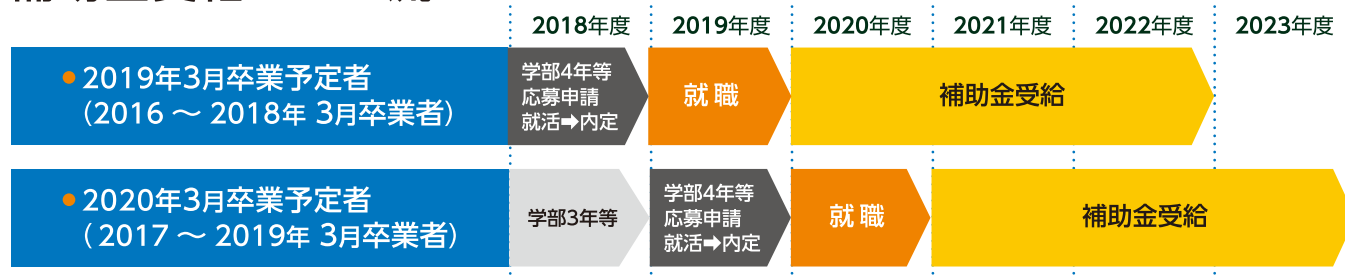 2018年度 2019年度 2020年度 2021年度 2022年度 2023年度
●2019年3月卒業予定者
(2016 〜 2018年 3月卒業者)
学部4年等
応募申請
就活➡内定
就職
補助金受給
●2020年3月卒業予定者
(2017 〜 2019年 3月卒業者)
学部3年等
学部4年等
応募申請
就活➡内定
就職
補助金受給